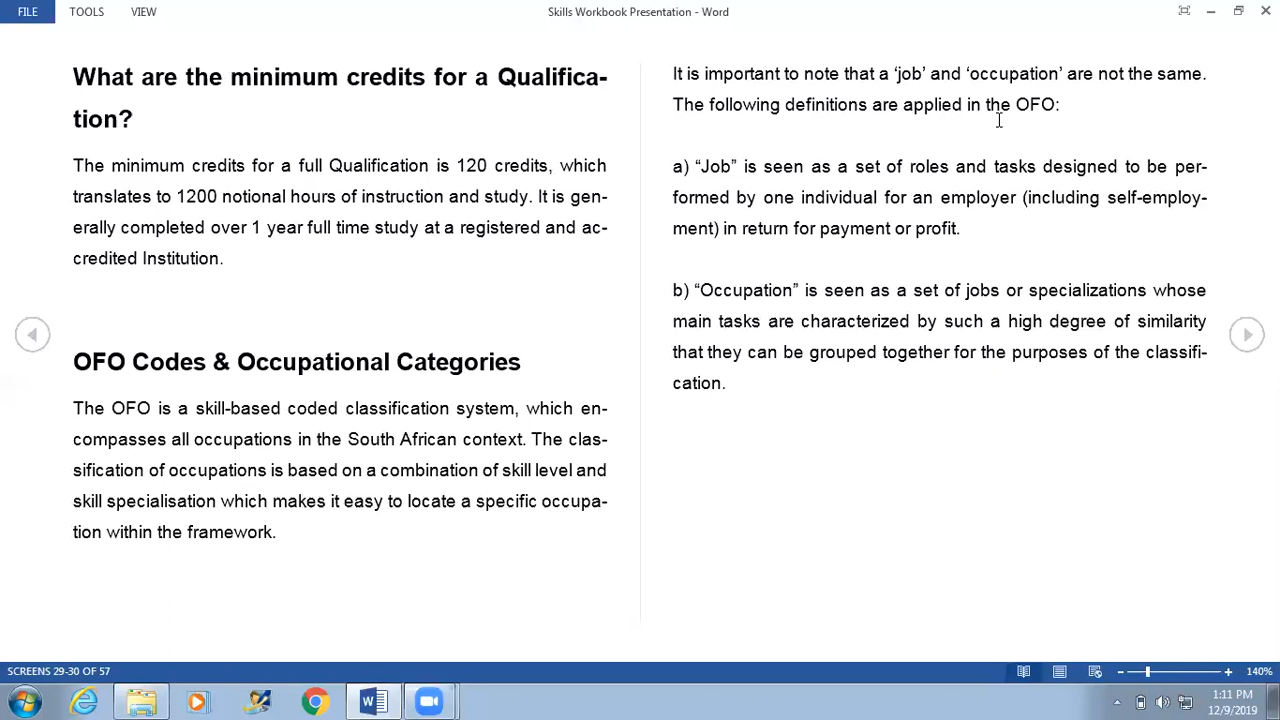 FILE TOOLS VIEW Skills Workbook Presentation - Word
What are the minimum credits for a Qualifica-
tion?
The minimum credits for a full Qualification is 120 credits, which
translates to 1200 notional hours of instruction and study. It is gen-
erally completed over 1 year full time study at a registered and ac-
credited Institution.
OFO Codes & Occupational Categories
The OFO is a skill-based coded classification system, which en-
compasses all occupations in the South African context. The clas-
sification of occupations is based on a combination of skill level and
skill specialisation which makes it easy to locate a specific occupa-
tion within the framework.
It is important to note that a ‘job’ and ‘occupation’ are not the same.
The following definitions are applied in the OFO:
a) “Job” is seen as a set of roles and tasks designed to be per-
formed by one individual for an employer (including self-employ-
ment) in return for payment or profit.
b) “Occupation” is seen as a set of jobs or specializations whose
main tasks are characterized by such a high degree of similarity
that they can be grouped together for the purposes of the classifi-
cation.
SCREENS 29-30 OF 57 140%
1:11 PM
12/9/2019